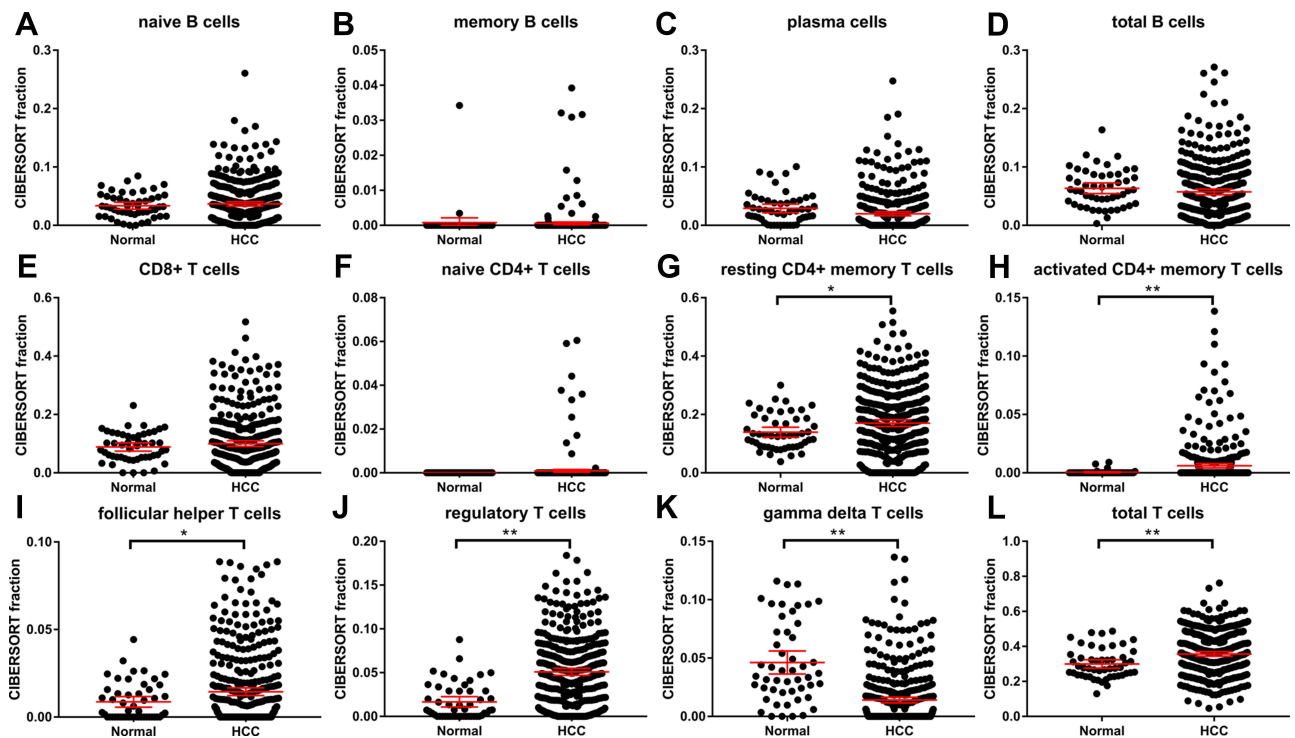 A naive B cells
CIBERSORT fraction
0.3
0.2
0.1
0.0
Normal HCC
B memory B cells
CIBERSORT fraction
0.05
0.04
0.03
0.02
0.01
0.00
Normal HCC
C plasma cells
CIBERSORT fraction
0.3
0.2
0.1
0.0
Normal HCC
D total B cells
CIBERSORT fraction
0.3
0.2
0.1
0.0
Normal HCC
E CD8+ T cells
CIBERSORT fraction
0.6
0.4
0.2
0.0
Normal HCC
F naive CD4+ T cells
CIBERSORT fraction
0.08
0.06
0.04
0.02
0.00
Normal HCC
G resting CD4+ memory T cells
*
CIBERSORT fraction
0.6
0.4
0.2
0.0
Normal HCC
H activated CD4+ memory T cells
**
CIBERSORT fraction
0.15
0.10
0.05
0.00
Normal HCC
I follicular helper T cells
*
CIBERSORT fraction
0.10
0.05
0.00
Normal HCC
J regulatory T cells
**
CIBERSORT fraction
0.20
0.15
0.10
0.05
0.00
Normal HCC
K gamma delta T cells
**
CIBERSORT fraction
0.15
0.10
0.05
0.00
Normal HCC
L total T cells
**
CIBERSORT fraction
1.0
0.8
0.6
0.4
0.2
0.0
Normal HCC